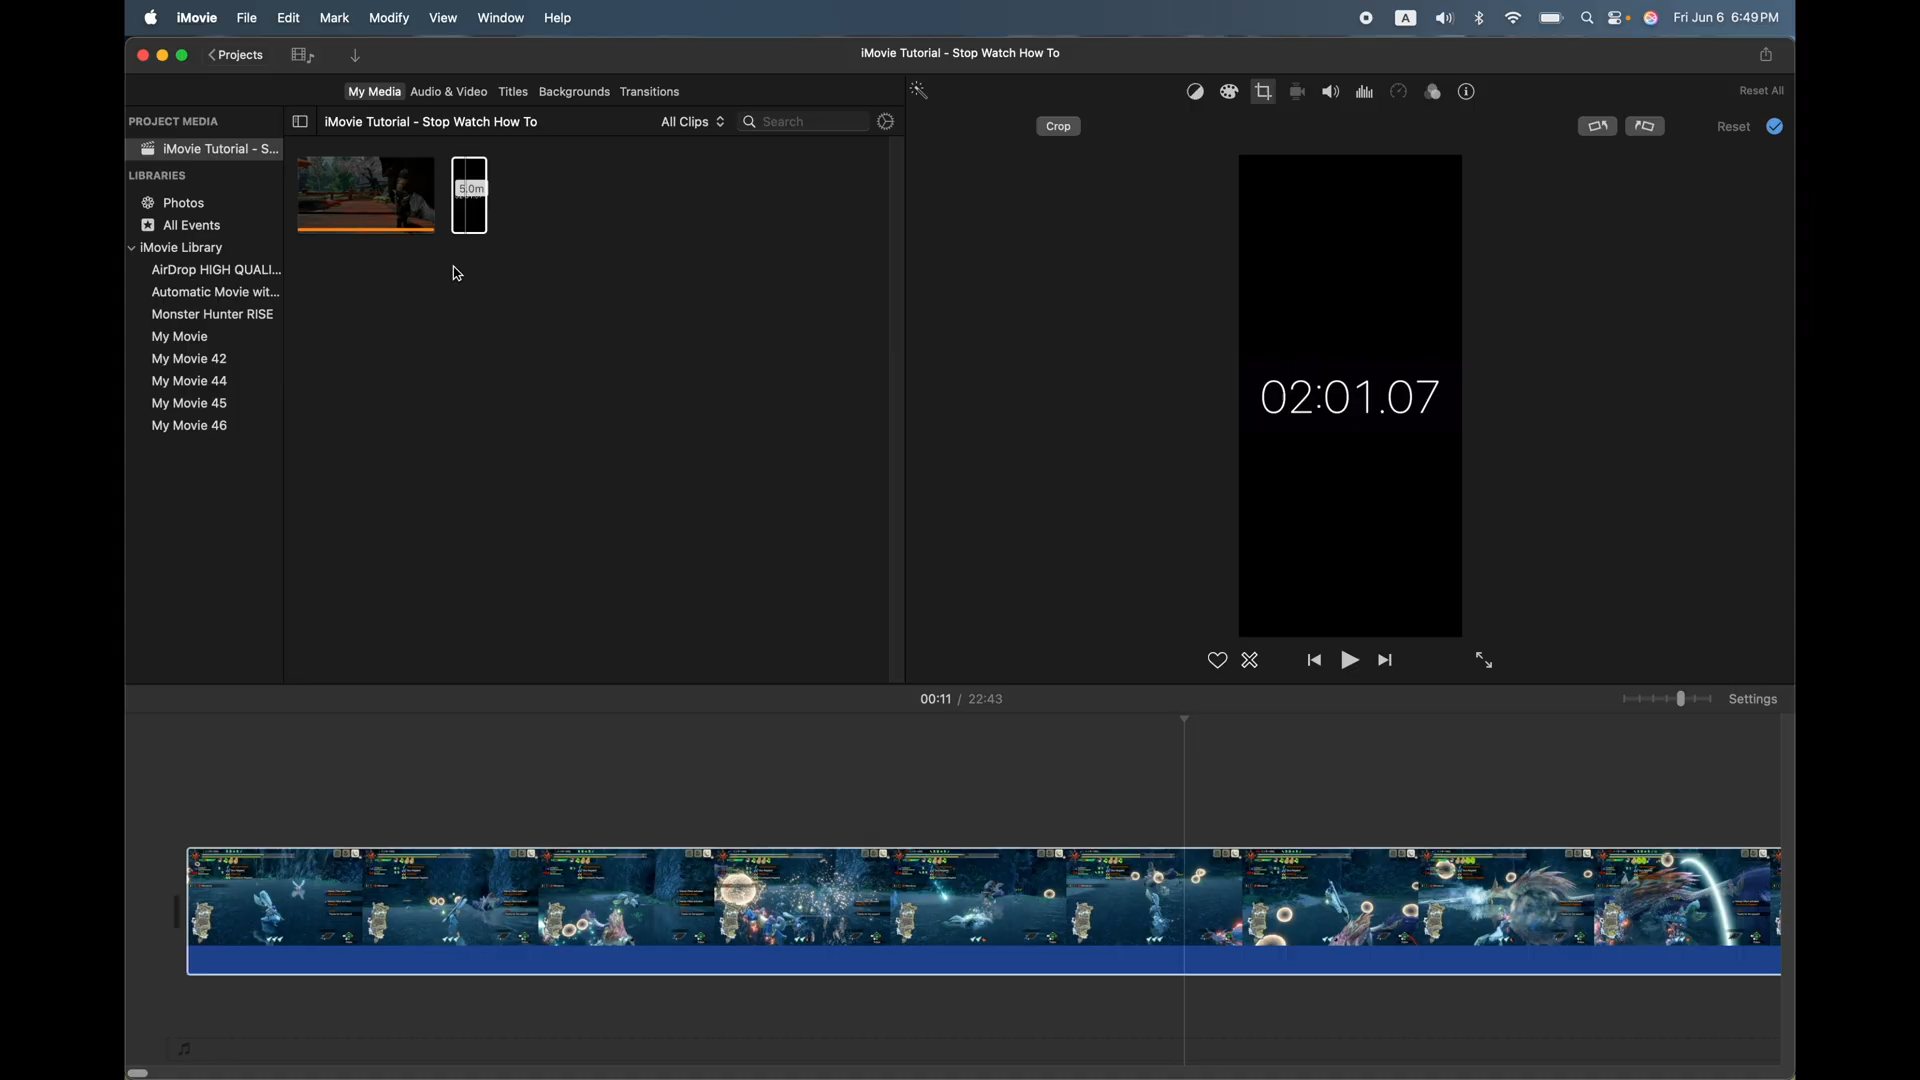 iMovie File Edit Mark Modify View Window Help A Fri Jun 6 6:49 PM
Projects iMovie Tutorial - Stop Watch How To
My Media Audio & Video Titles Backgrounds Transitions Reset All
PROJECT MEDIA iMovie Tutorial - Stop Watch How To All Clips Search Crop Reset
iMovie Tutorial - S...
LIBRARIES
Photos
All Events
iMovie Library
AirDrop HIGH QUALI...
Automatic Movie wit...
Monster Hunter RISE
My Movie
My Movie 42
My Movie 44
My Movie 45
My Movie 46
5.0m
02:01.07
00:11 / 22:43 Settings